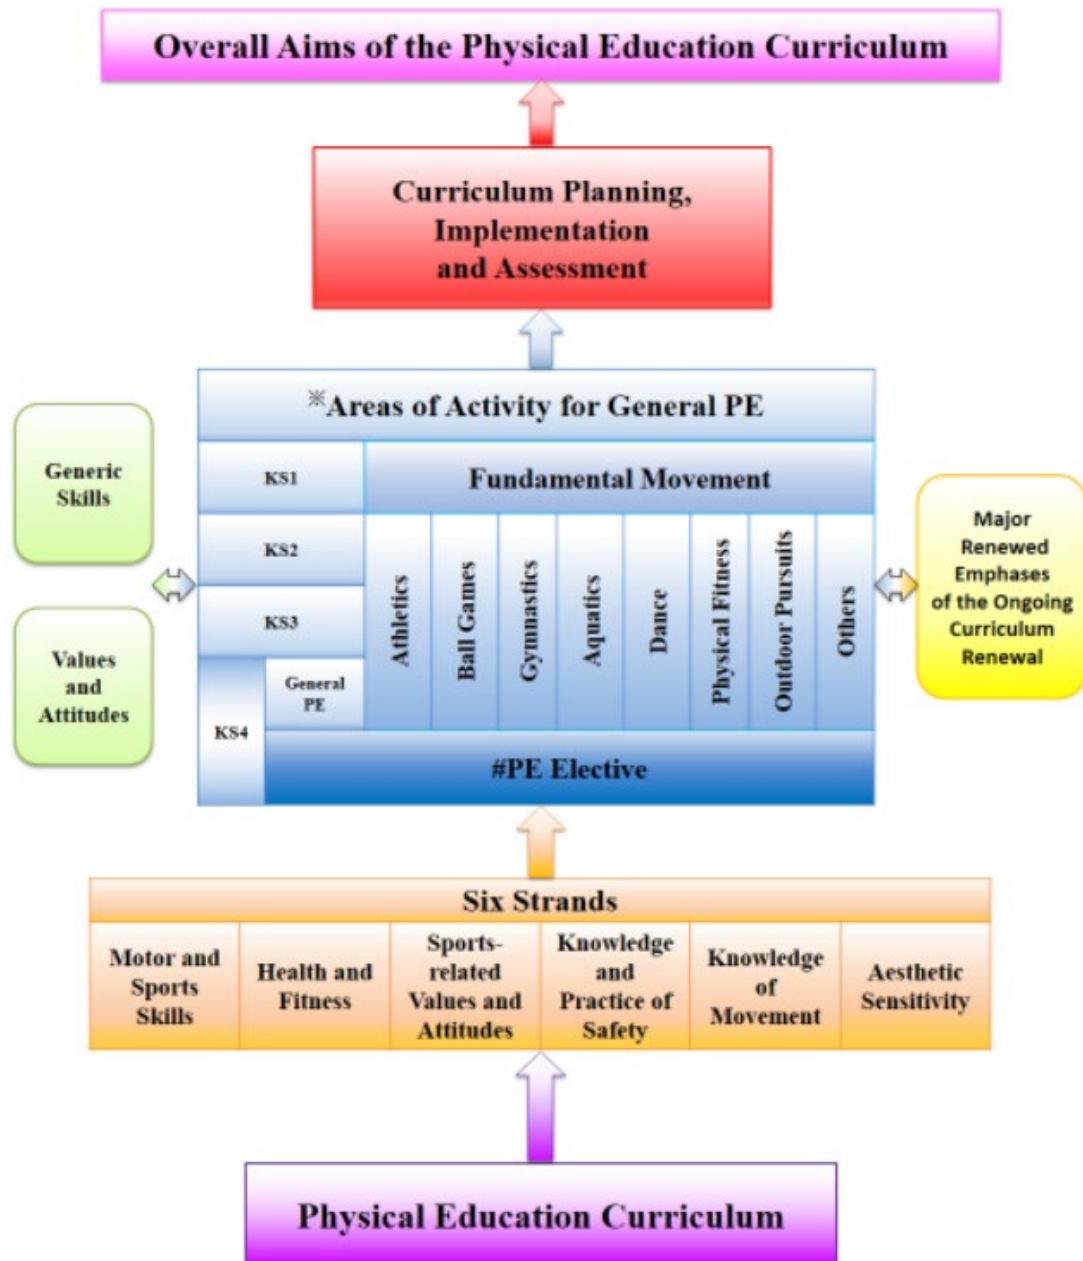 Overall Aims of the Physical Education Curriculum
Curriculum Planning,
Implementation
and Assessment
※Areas of Activity for General PE
Generic
Skills
Values
and
Attitudes
KS1
Fundamental Movement
KS2
KS3
KS4
General
PE
Athletics
Ball Games
Gymnastics
Aquatics
Dance
Physical Fitness
Outdoor Pursuits
Others
#PE Elective
Major
Renewed
Emphases
of the Ongoing
Curriculum
Renewal
Six Strands
Motor and
Sports
Skills
Health and
Fitness
Sports-
related
Values and
Attitudes
Knowledge
and
Practice of
Safety
Knowledge
of
Movement
Aesthetic
Sensitivity
Physical Education Curriculum